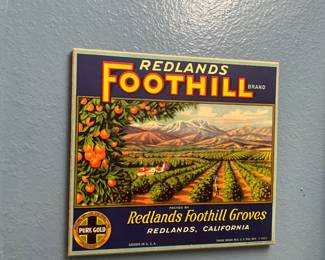 REDLANDS
FOOTHILL
BRAND
PACKED BY
Redlands Foothill Groves
REDLANDS, CALIFORNIA
PURE GOLD